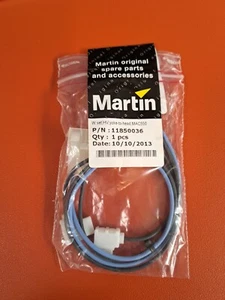 Martin original
spare parts
and accessories
Martin
P/N : 11850036
Qty : 1 pcs
Date: 10/10/2013